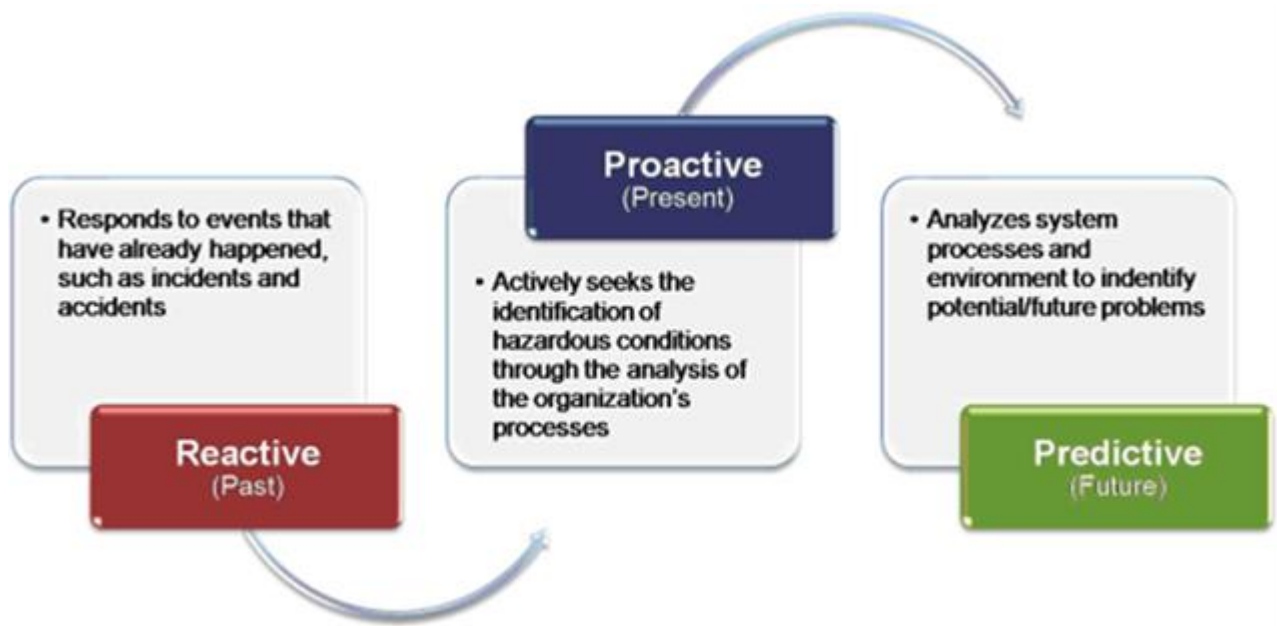 • Responds to events that
have already happened,
such as incidents and
accidents
Reactive
(Past)
Proactive
(Present)
• Actively seeks the
identification of
hazardous conditions
through the analysis of
the organization's
processes
• Analyzes system
processes and
environment to indentify
potential/future problems
Predictive
(Future)